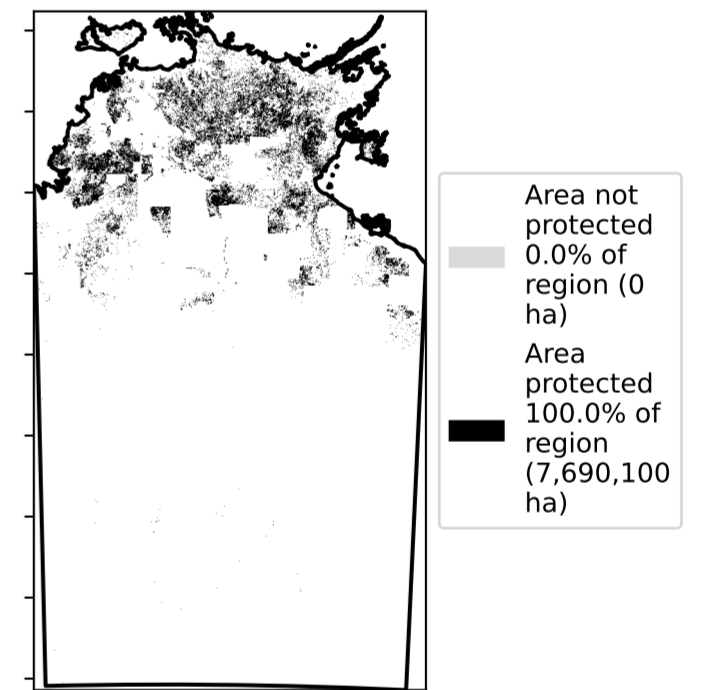 Area not
protected
0.0% of
region (0
ha)
Area
protected
100.0% of
region
(7,690,100
ha)